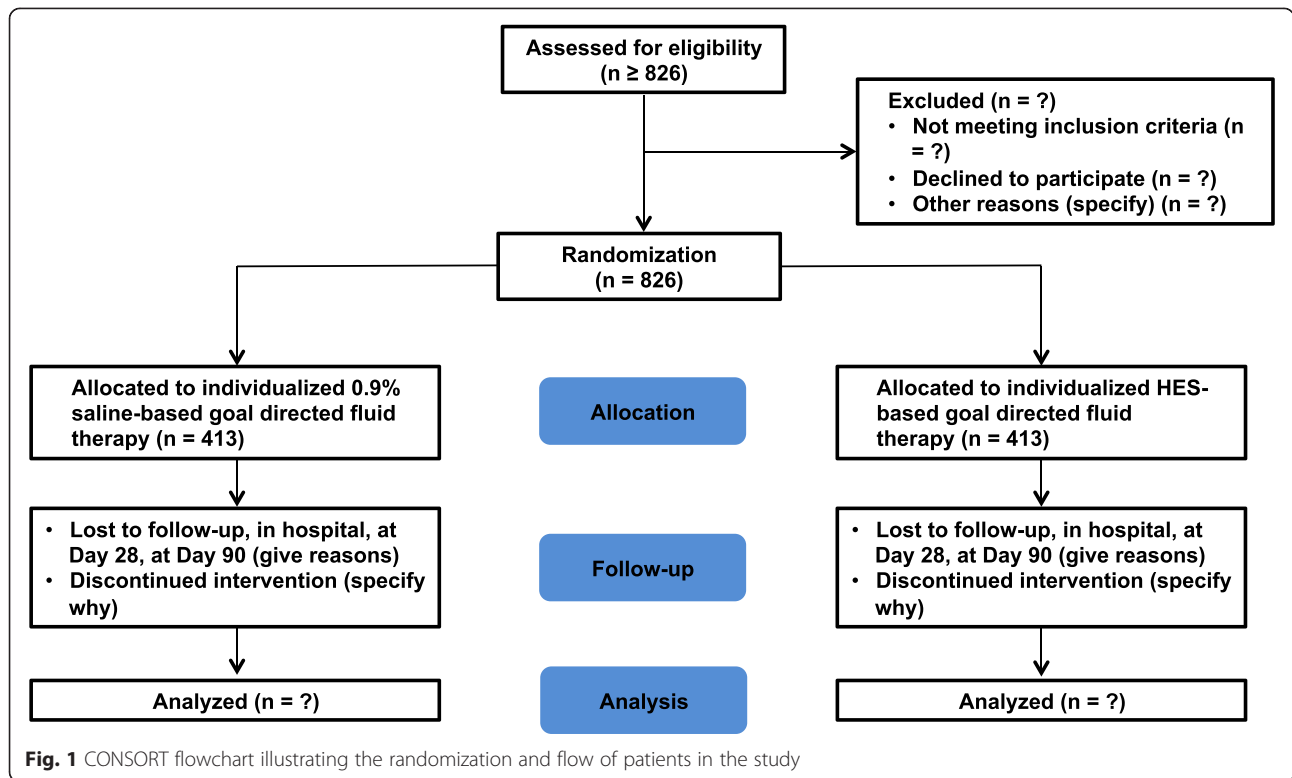 Assessed for eligibility
(n ≥ 826)
Excluded (n = ?)
• Not meeting inclusion criteria (n
= ?)
• Declined to participate (n = ?)
• Other reasons (specify) (n = ?)
Randomization
(n = 826)
Allocated to individualized 0.9%
saline-based goal directed fluid
therapy (n = 413)
Allocation
Allocated to individualized HES-
based goal directed fluid
therapy (n = 413)
• Lost to follow-up, in hospital, at
Day 28, at Day 90 (give reasons)
• Discontinued intervention (specify
why)
Follow-up
• Lost to follow-up, in hospital, at
Day 28, at Day 90 (give reasons)
• Discontinued intervention (specify
why)
Analyzed (n = ?)
Analysis
Analyzed (n = ?)
Fig. 1 CONSORT flowchart illustrating the randomization and flow of patients in the study